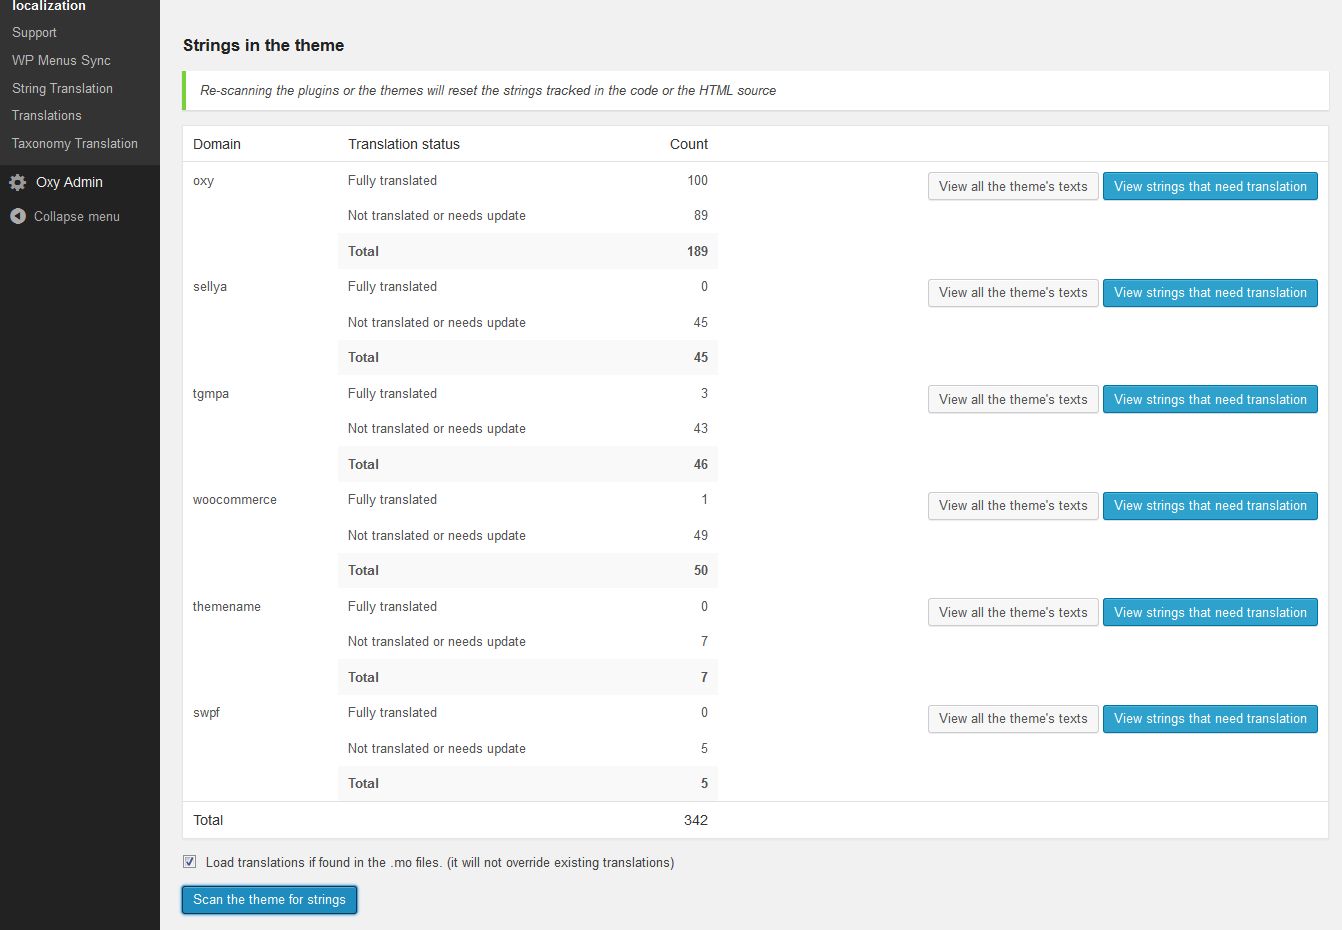 localization
Support
WP Menus Sync
String Translation
Translations
Taxonomy Translation
Oxy Admin
Collapse menu
Strings in the theme
Re-scanning the plugins or the themes will reset the strings tracked in the code or the HTML source
Domain Translation status Count
oxy Fully translated 100 View all the theme's texts View strings that need translation
Not translated or needs update 89
Total 189
sellya Fully translated 0 View all the theme's texts View strings that need translation
Not translated or needs update 45
Total 45
tgmpa Fully translated 3 View all the theme's texts View strings that need translation
Not translated or needs update 43
Total 46
woocommerce Fully translated 1 View all the theme's texts View strings that need translation
Not translated or needs update 49
Total 50
themename Fully translated 0 View all the theme's texts View strings that need translation
Not translated or needs update 7
Total 7
swpf Fully translated 0 View all the theme's texts View strings that need translation
Not translated or needs update 5
Total 5
Total 342
Load translations if found in the .mo files. (it will not override existing translations)
Scan the theme for strings